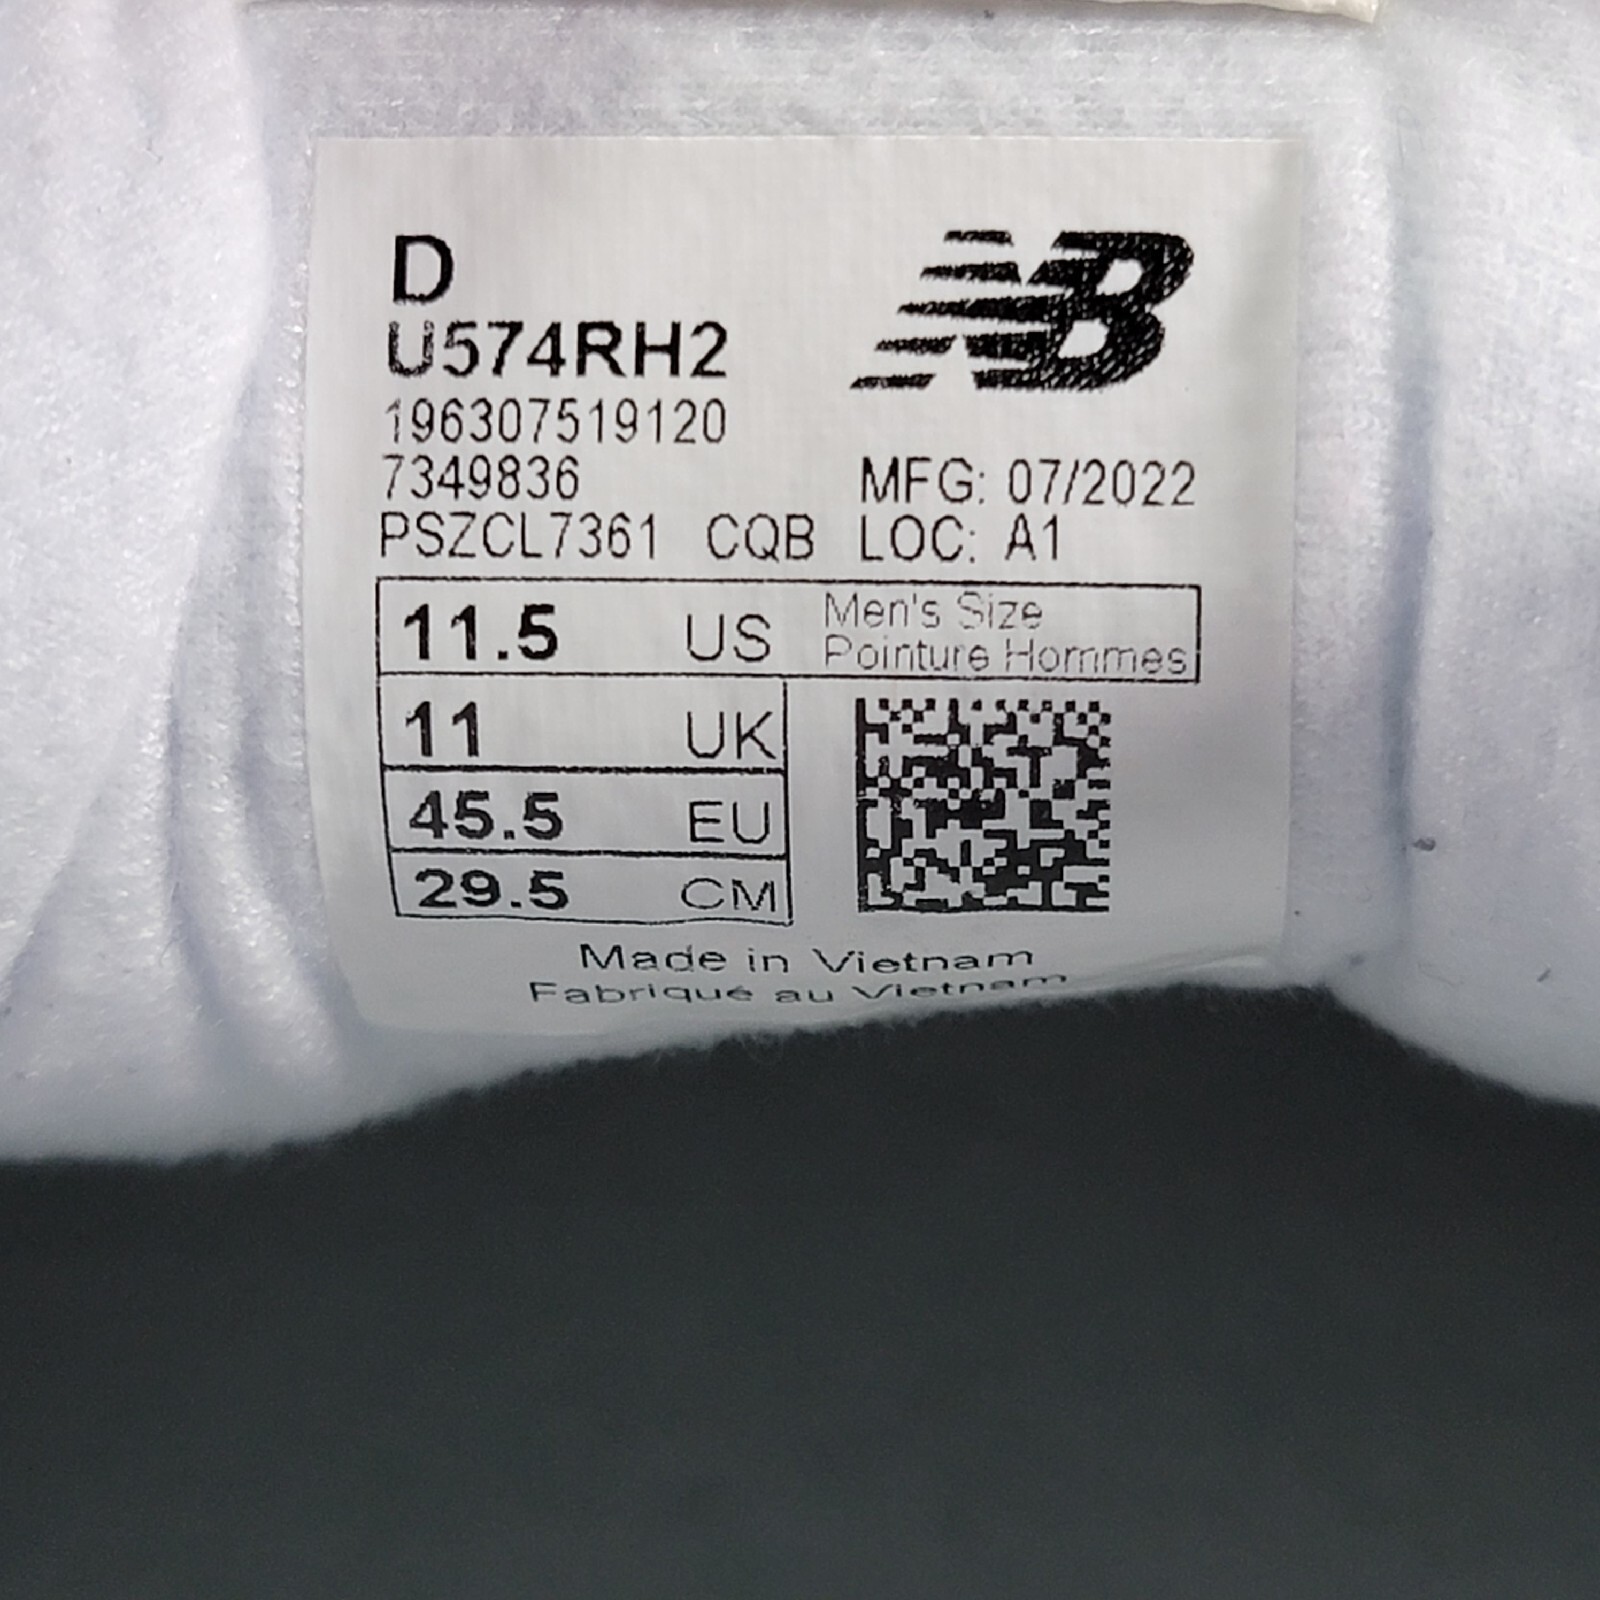 D
U574RH2
196307519120
7349836 MFG: 07/2022
PSZCL7361 CQB LOC: A1
11.5 US Men's Size
Pointure Hommes
11 UK
45.5 EU
29.5 CM
Made in Vietnam
Fabriqué au Vietnam
NB